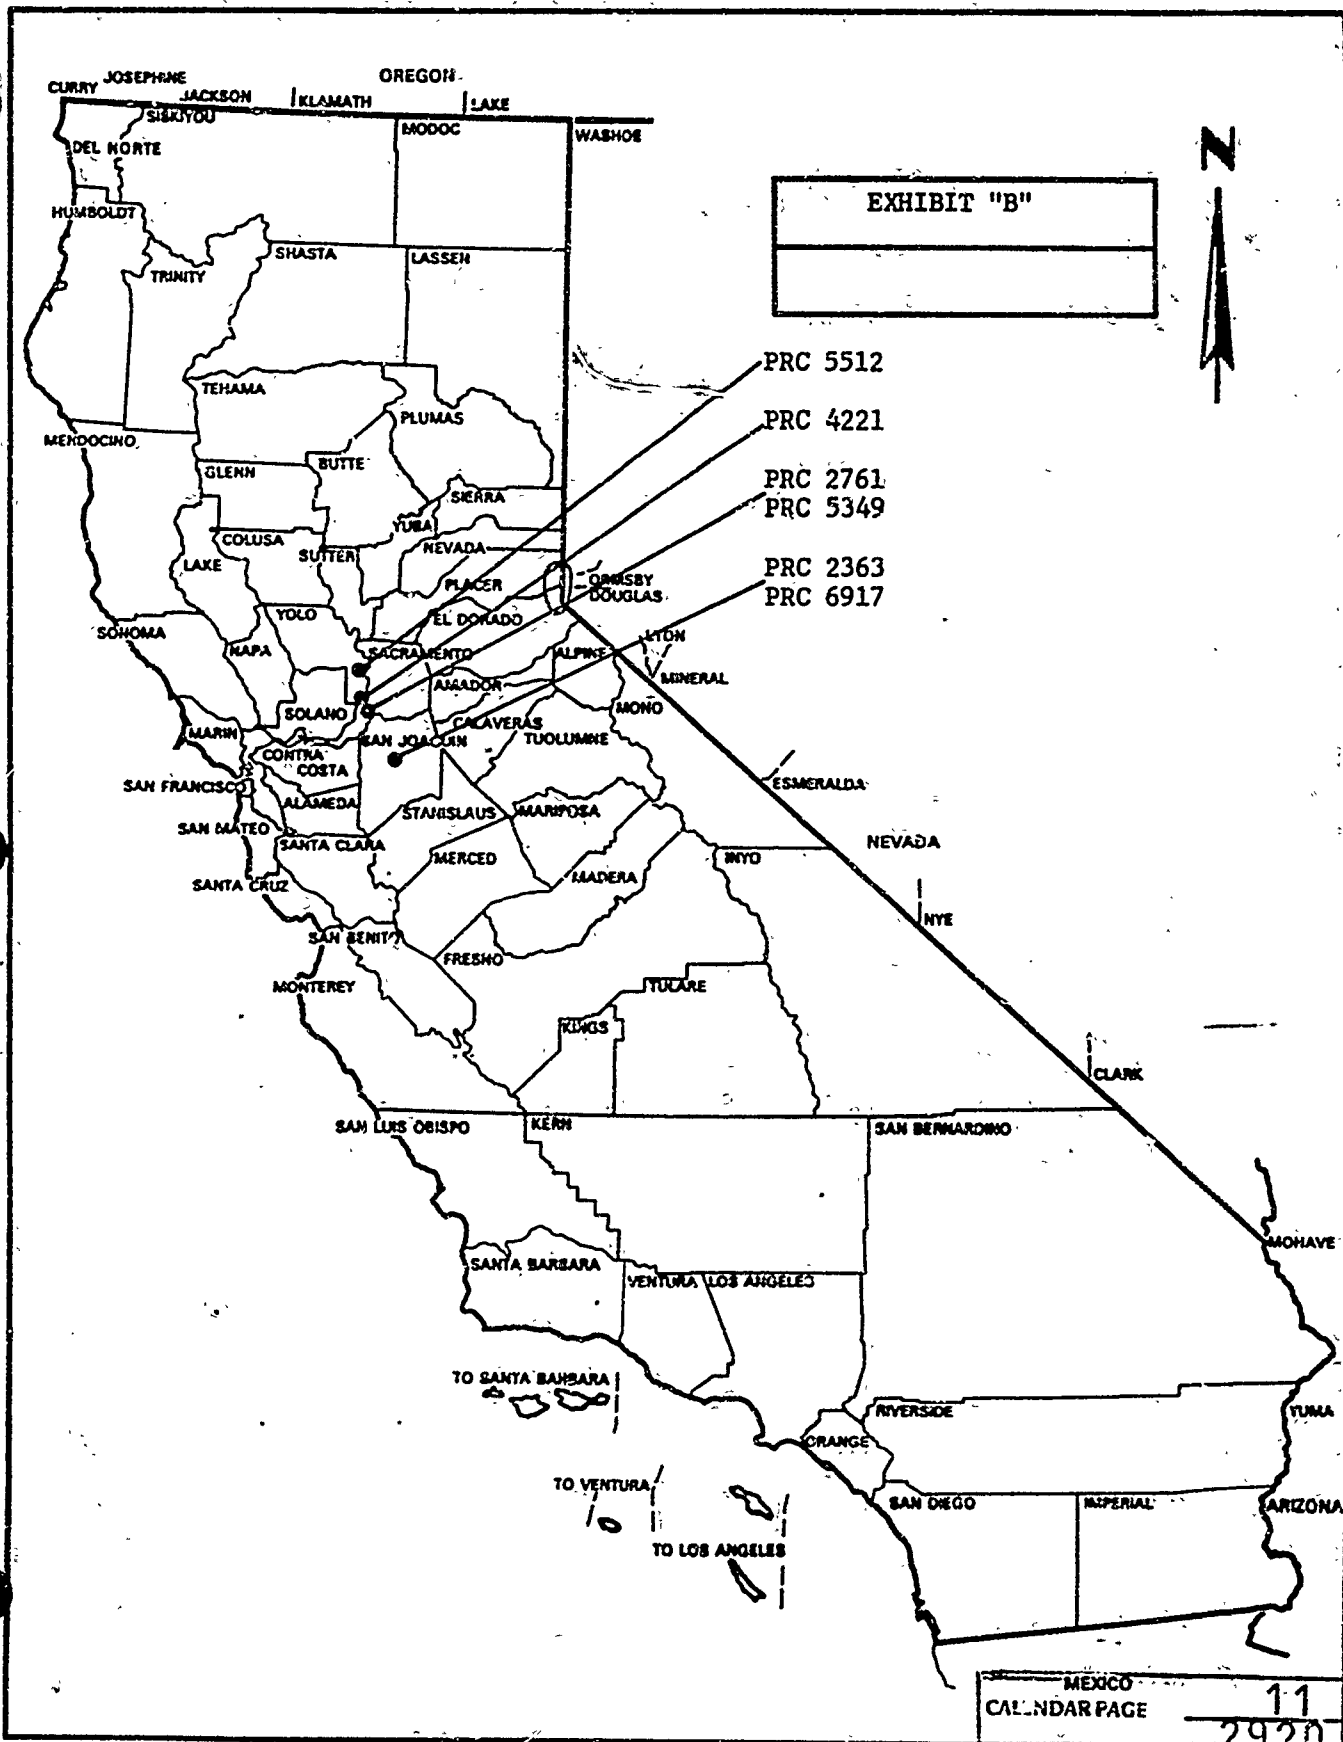 OREGON
CURRY
JOSEPHINE
JACKSON
KLAMATH
LAKE
SISKIYOU
MODOC
WASHOE
DEL NORTE
EXHIBIT "B"
N
HUMBOLDT
TRINITY
SHASTA
LASSEN
PRC 5512
TEHAMA
PLUMAS
PRC 4221
MENDOCINO
GLENN
BUTTE
PRC 2761
SIERRA
PRC 5349
YUBA
COLUSA
SUTTER
NEVADA
LAKE
PRC 2363
PLACER
ORMSBY
DOUGLAS
PRC 6917
YOLO
EL DORADO
SONOMA
NAPA
SACRAMENTO
ALPINE
LYON
AMADOR
MINERAL
SOLANO
CALAVERAS
MONO
MARIN
SAN JOAQUIN
TUOLUMNE
CONTRA
COSTA
SAN FRANCISCO
ESMERALDA
ALAMEDA
STANISLAUS
MARIPOSA
SAN MATEO
SANTA CLARA
NEVADA
MERCED
INYO
SANTA CRUZ
MADERA
NYE
SAN BENITO
FRESNO
MONTEREY
TULARE
KINGS
CLARK
SAN LUIS OBISPO
KERN
SAN BERNARDINO
MOHAVE
SANTA BARBARA
VENTURA
LOS ANGELES
TO SANTA BARBARA
RIVERSIDE
YUMA
ORANGE
TO VENTURA
SAN DIEGO
IMPERIAL
ARIZONA
TO LOS ANGELES
MEXICO
CALENDAR PAGE
11
2920